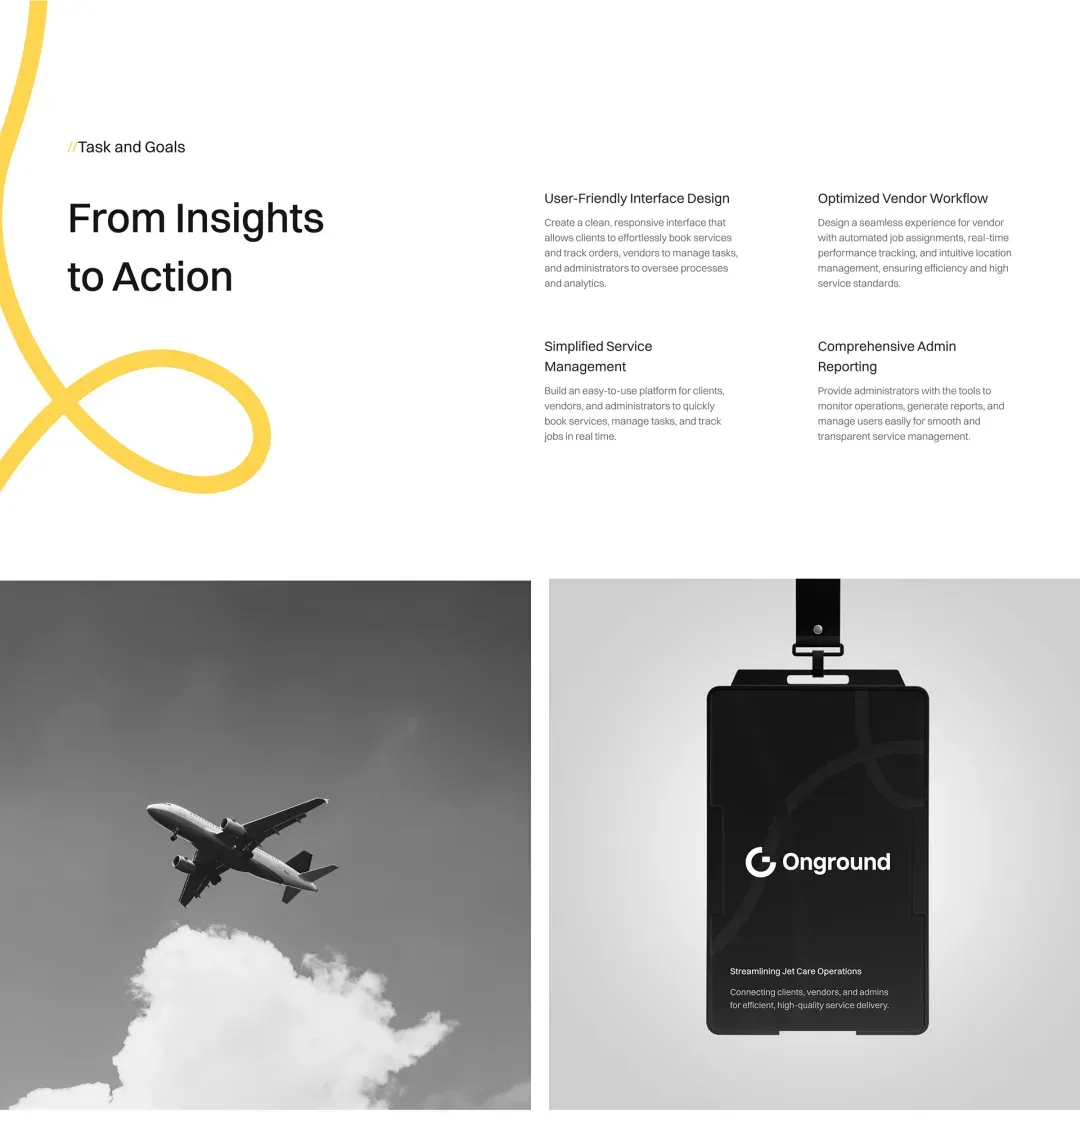 //Task and Goals
From Insights
to Action
User-Friendly Interface Design
Create a clean, responsive interface that
allows clients to effortlessly book services
and track orders, vendors to manage tasks,
and administrators to oversee processes
and analytics.
Optimized Vendor Workflow
Design a seamless experience for vendor
with automated job assignments, real-time
performance tracking, and intuitive location
management, ensuring efficiency and high
service standards.
Simplified Service
Management
Build an easy-to-use platform for clients,
vendors, and administrators to quickly
book services, manage tasks, and track
jobs in real time.
Comprehensive Admin
Reporting
Provide administrators with the tools to
monitor operations, generate reports, and
manage users easily for smooth and
transparent service management.
Onground
Streamlining Jet Care Operations
Connecting clients, vendors, and admins
for efficient, high-quality service delivery.